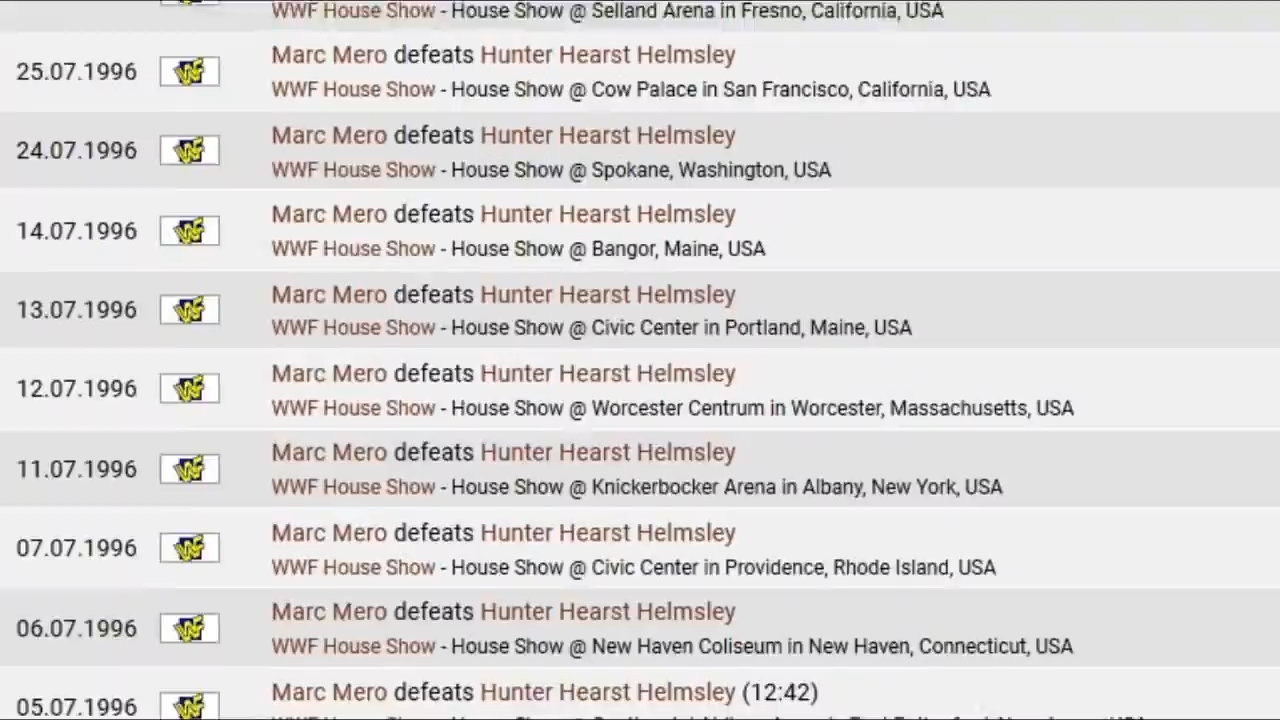 WWF House Show - House Show @ Selland Arena in Fresno, California, USA
25.07.1996
Marc Mero defeats Hunter Hearst Helmsley
WWF House Show - House Show @ Cow Palace in San Francisco, California, USA
24.07.1996
Marc Mero defeats Hunter Hearst Helmsley
WWF House Show - House Show @ Spokane, Washington, USA
14.07.1996
Marc Mero defeats Hunter Hearst Helmsley
WWF House Show - House Show @ Bangor, Maine, USA
13.07.1996
Marc Mero defeats Hunter Hearst Helmsley
WWF House Show - House Show @ Civic Center in Portland, Maine, USA
12.07.1996
Marc Mero defeats Hunter Hearst Helmsley
WWF House Show - House Show @ Worcester Centrum in Worcester, Massachusetts, USA
11.07.1996
Marc Mero defeats Hunter Hearst Helmsley
WWF House Show - House Show @ Knickerbocker Arena in Albany, New York, USA
07.07.1996
Marc Mero defeats Hunter Hearst Helmsley
WWF House Show - House Show @ Civic Center in Providence, Rhode Island, USA
06.07.1996
Marc Mero defeats Hunter Hearst Helmsley
WWF House Show - House Show @ New Haven Coliseum in New Haven, Connecticut, USA
05.07.1996
Marc Mero defeats Hunter Hearst Helmsley (12:42)